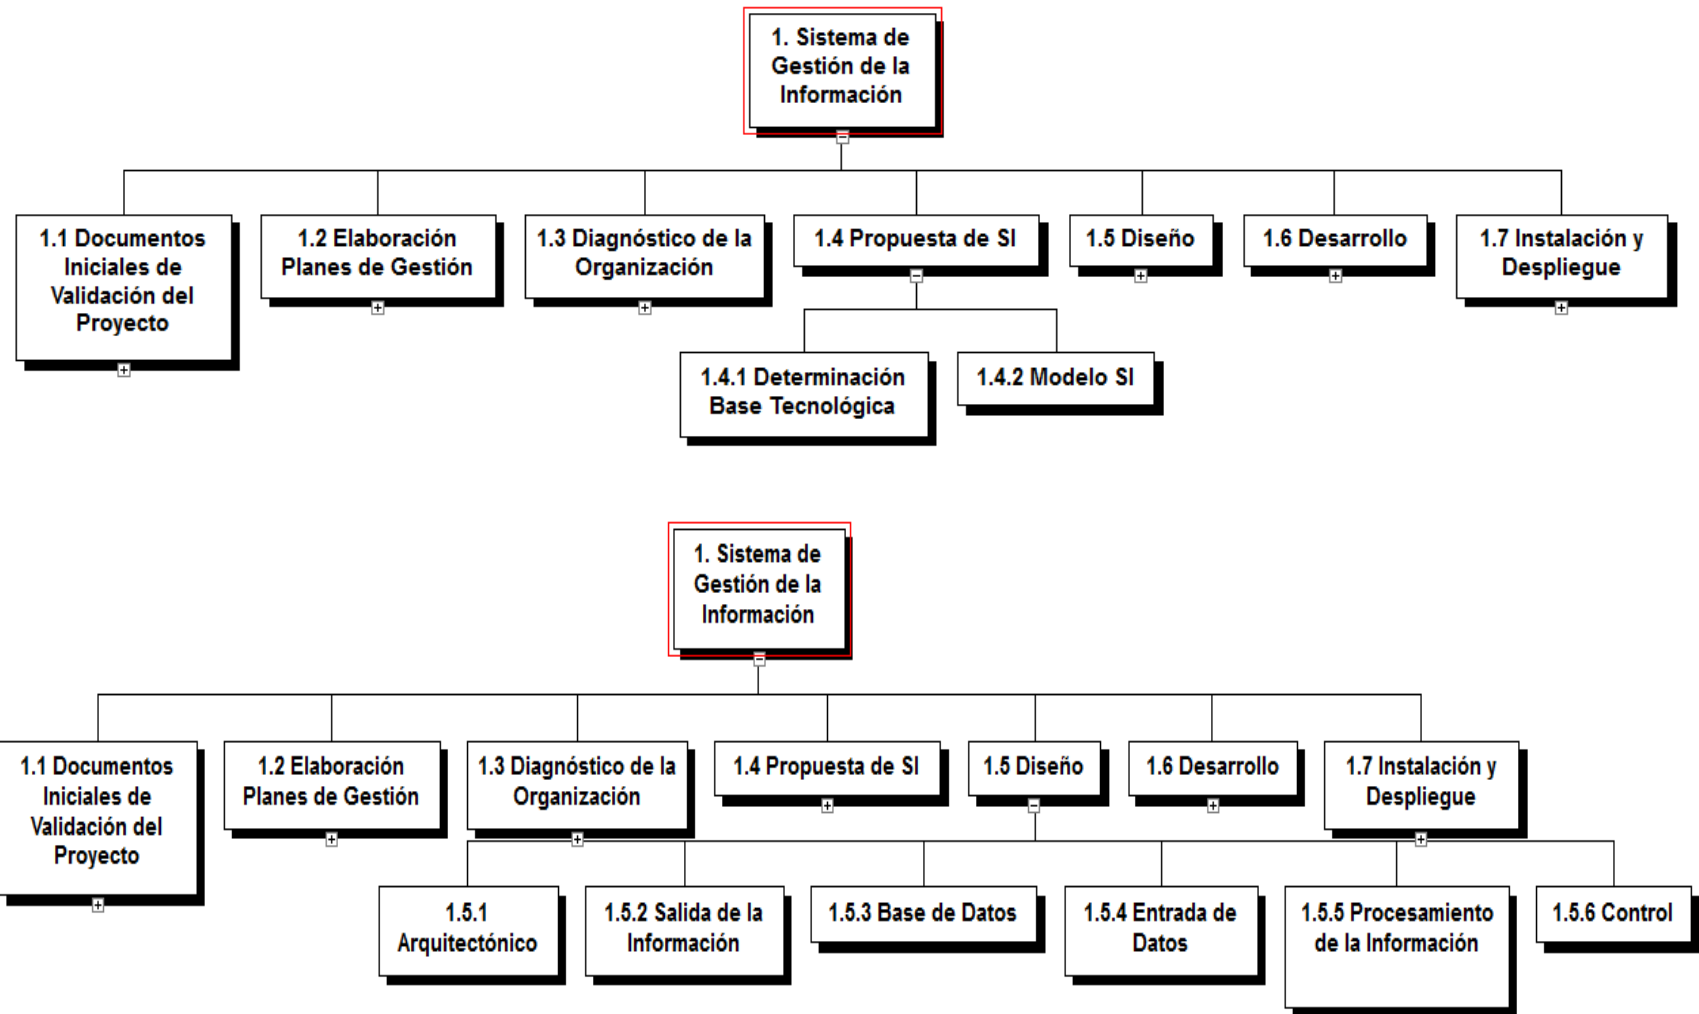 1. Sistema de
Gestión de la
Información
1.1 Documentos
Iniciales de
Validación del
Proyecto
1.2 Elaboración
Planes de Gestión
1.3 Diagnóstico de la
Organización
1.4 Propuesta de SI
1.5 Diseño
1.6 Desarrollo
1.7 Instalación y
Despliegue
1.4.1 Determinación
Base Tecnológica
1.4.2 Modelo SI
1. Sistema de
Gestión de la
Información
1.1 Documentos
Iniciales de
Validación del
Proyecto
1.2 Elaboración
Planes de Gestión
1.3 Diagnóstico de la
Organización
1.4 Propuesta de SI
1.5 Diseño
1.6 Desarrollo
1.7 Instalación y
Despliegue
1.5.1
Arquitectónico
1.5.2 Salida de la
Información
1.5.3 Base de Datos
1.5.4 Entrada de
Datos
1.5.5 Procesamiento
de la Información
1.5.6 Control